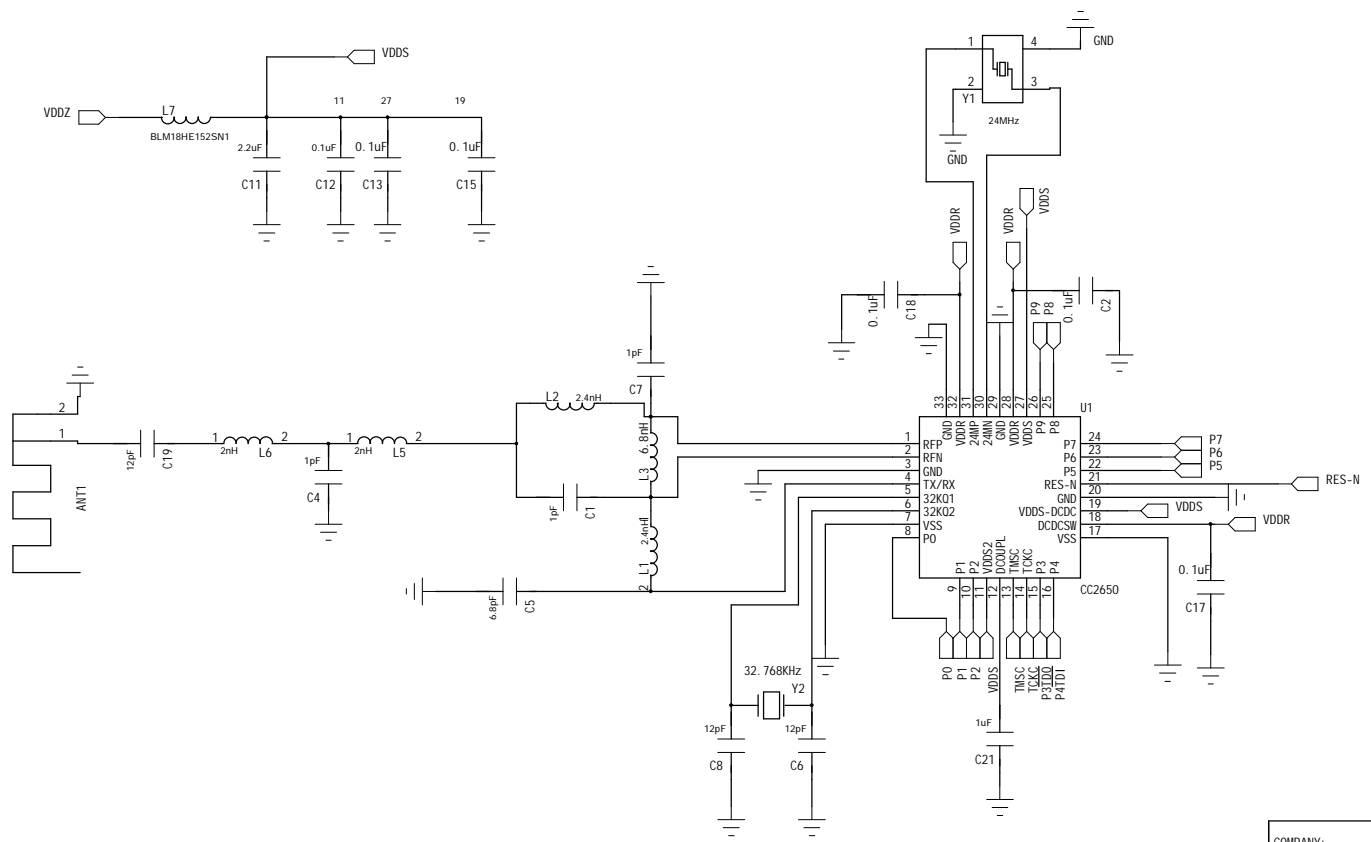 VDDS
VDDZ
L7
BLM18HE152SN1
11
27
19
2.2uF
0.1uF
0.1uF
0.1uF
C11
C12
C13
C15
1
4
GND
2
3
Y1
24MHz
GND
VDDR
VDDR
VDDS
0.1uF
C18
P9
P8
0.1uF
C2
1pF
C7
2
1
ANT1
12pF
C19
1
2
2nH
L6
1pF
C4
1
2
2nH
L5
L2
2.4nH
6.8nH
L3
1pF
C1
2.4nH
L1
2
6.8pF
C5
33
32
31
30
29
28
27
26
25
GND
VDDR
24MP
24MN
GND
VDDR
VDDS
P9
P8
U1
1 RFP
2 RFN
3 GND
4 TX/RX
5 32KQ1
6 32KQ2
7 VSS
8 P0
P7 24 P7
P6 23 P6
P5 22 P5
RES-N 21 RES-N
GND 20
VDDS-DCDC 19 VDDS
DCDCSW 18 VDDR
VSS 17
P1
P2
VDDS2
DCOUPL
TMSC
TCKC
P3
P4
9
10
11
12
13
14
15
16
CC2650
0.1uF
C17
P0
P1
P2
VDDS
TMSC
TCKC
P3TDO
P4TDI
32.768KHz
Y2
12pF
C8
12pF
C6
1uF
C21
COMPANY: